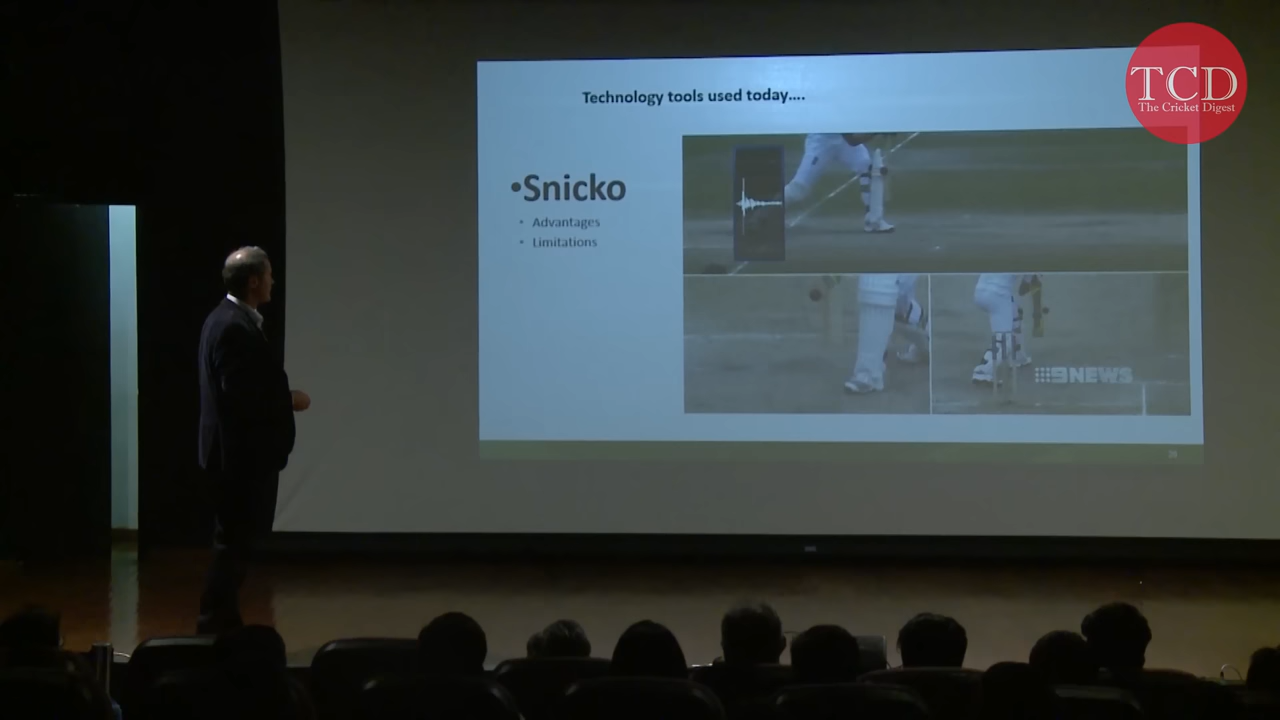 TCD
The Cricket Digest
Technology tools used today....
•Snicko
• Advantages
• Limitations
9NEWS